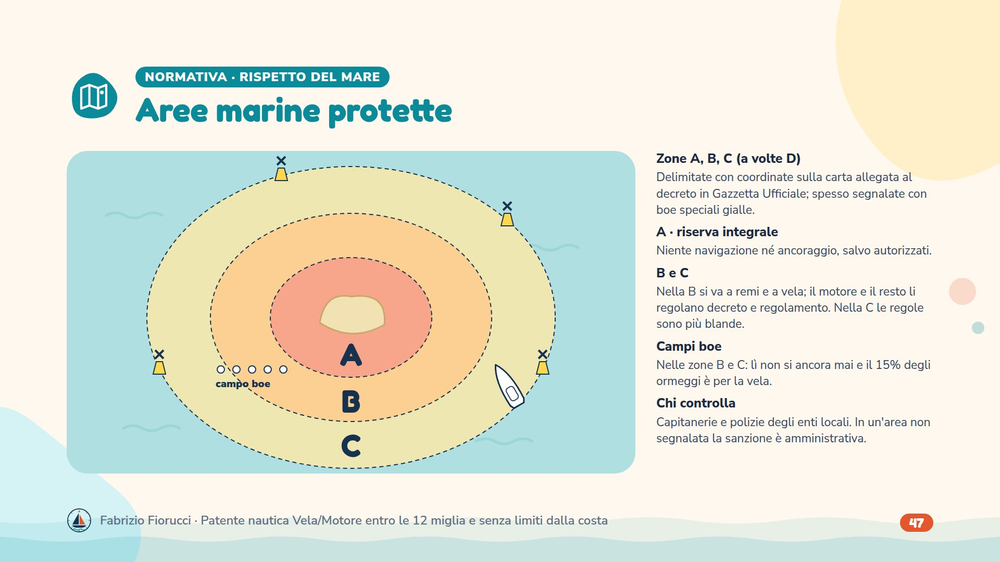 NORMATIVA · RISPETTO DEL MARE
Aree marine protette
A
campo boe
B
C
Zone A, B, C (a volte D)
Delimitate con coordinate sulla carta allegata al
decreto in Gazzetta Ufficiale; spesso segnalate con
boe speciali gialle.
A · riserva integrale
Niente navigazione né ancoraggio, salvo autorizzati.
B e C
Nella B si va a remi e a vela; il motore e il resto li
regolano decreto e regolamento. Nella C le regole
sono più blande.
Campi boe
Nelle zone B e C: lì non si ancora mai e il 15% degli
ormeggi è per la vela.
Chi controlla
Capitanerie e polizie degli enti locali. In un'area non
segnalata la sanzione è amministrativa.
Fabrizio Fiorucci · Patente nautica Vela/Motore entro le 12 miglia e senza limiti dalla costa
47